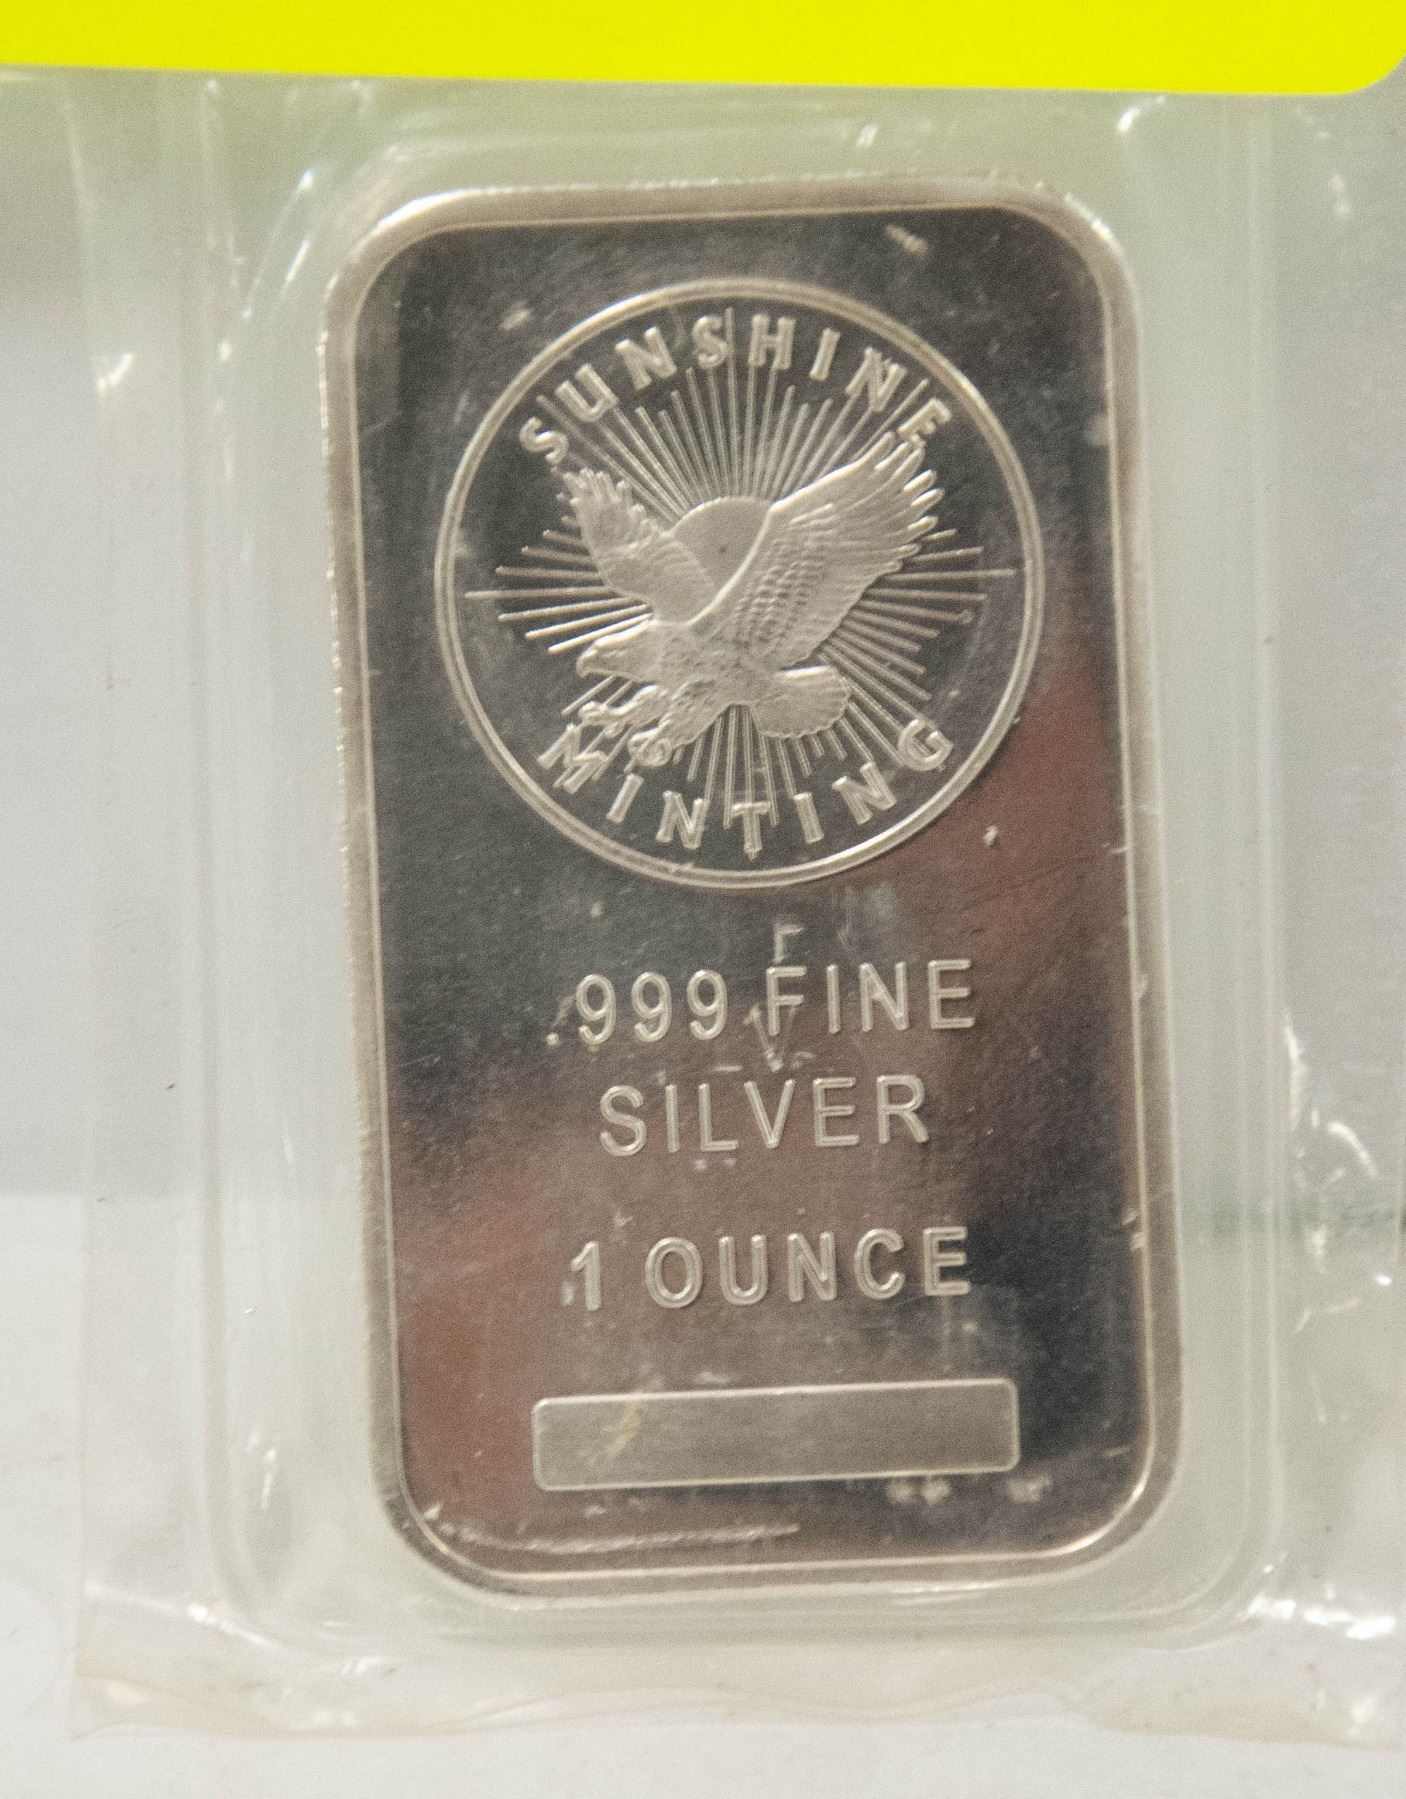 SUNSHINE
MINTING
.999 FINE
SILVER
1 OUNCE